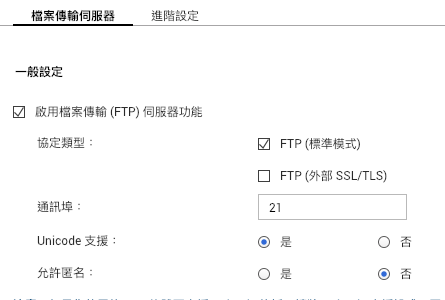 檔案傳輸伺服器 進階設定
一般設定
啟用檔案傳輸 (FTP) 伺服器功能
協定類型： FTP (標準模式)
FTP (外部 SSL/TLS)
通訊埠： 21
Unicode 支援： 是 否
允許匿名： 是 否